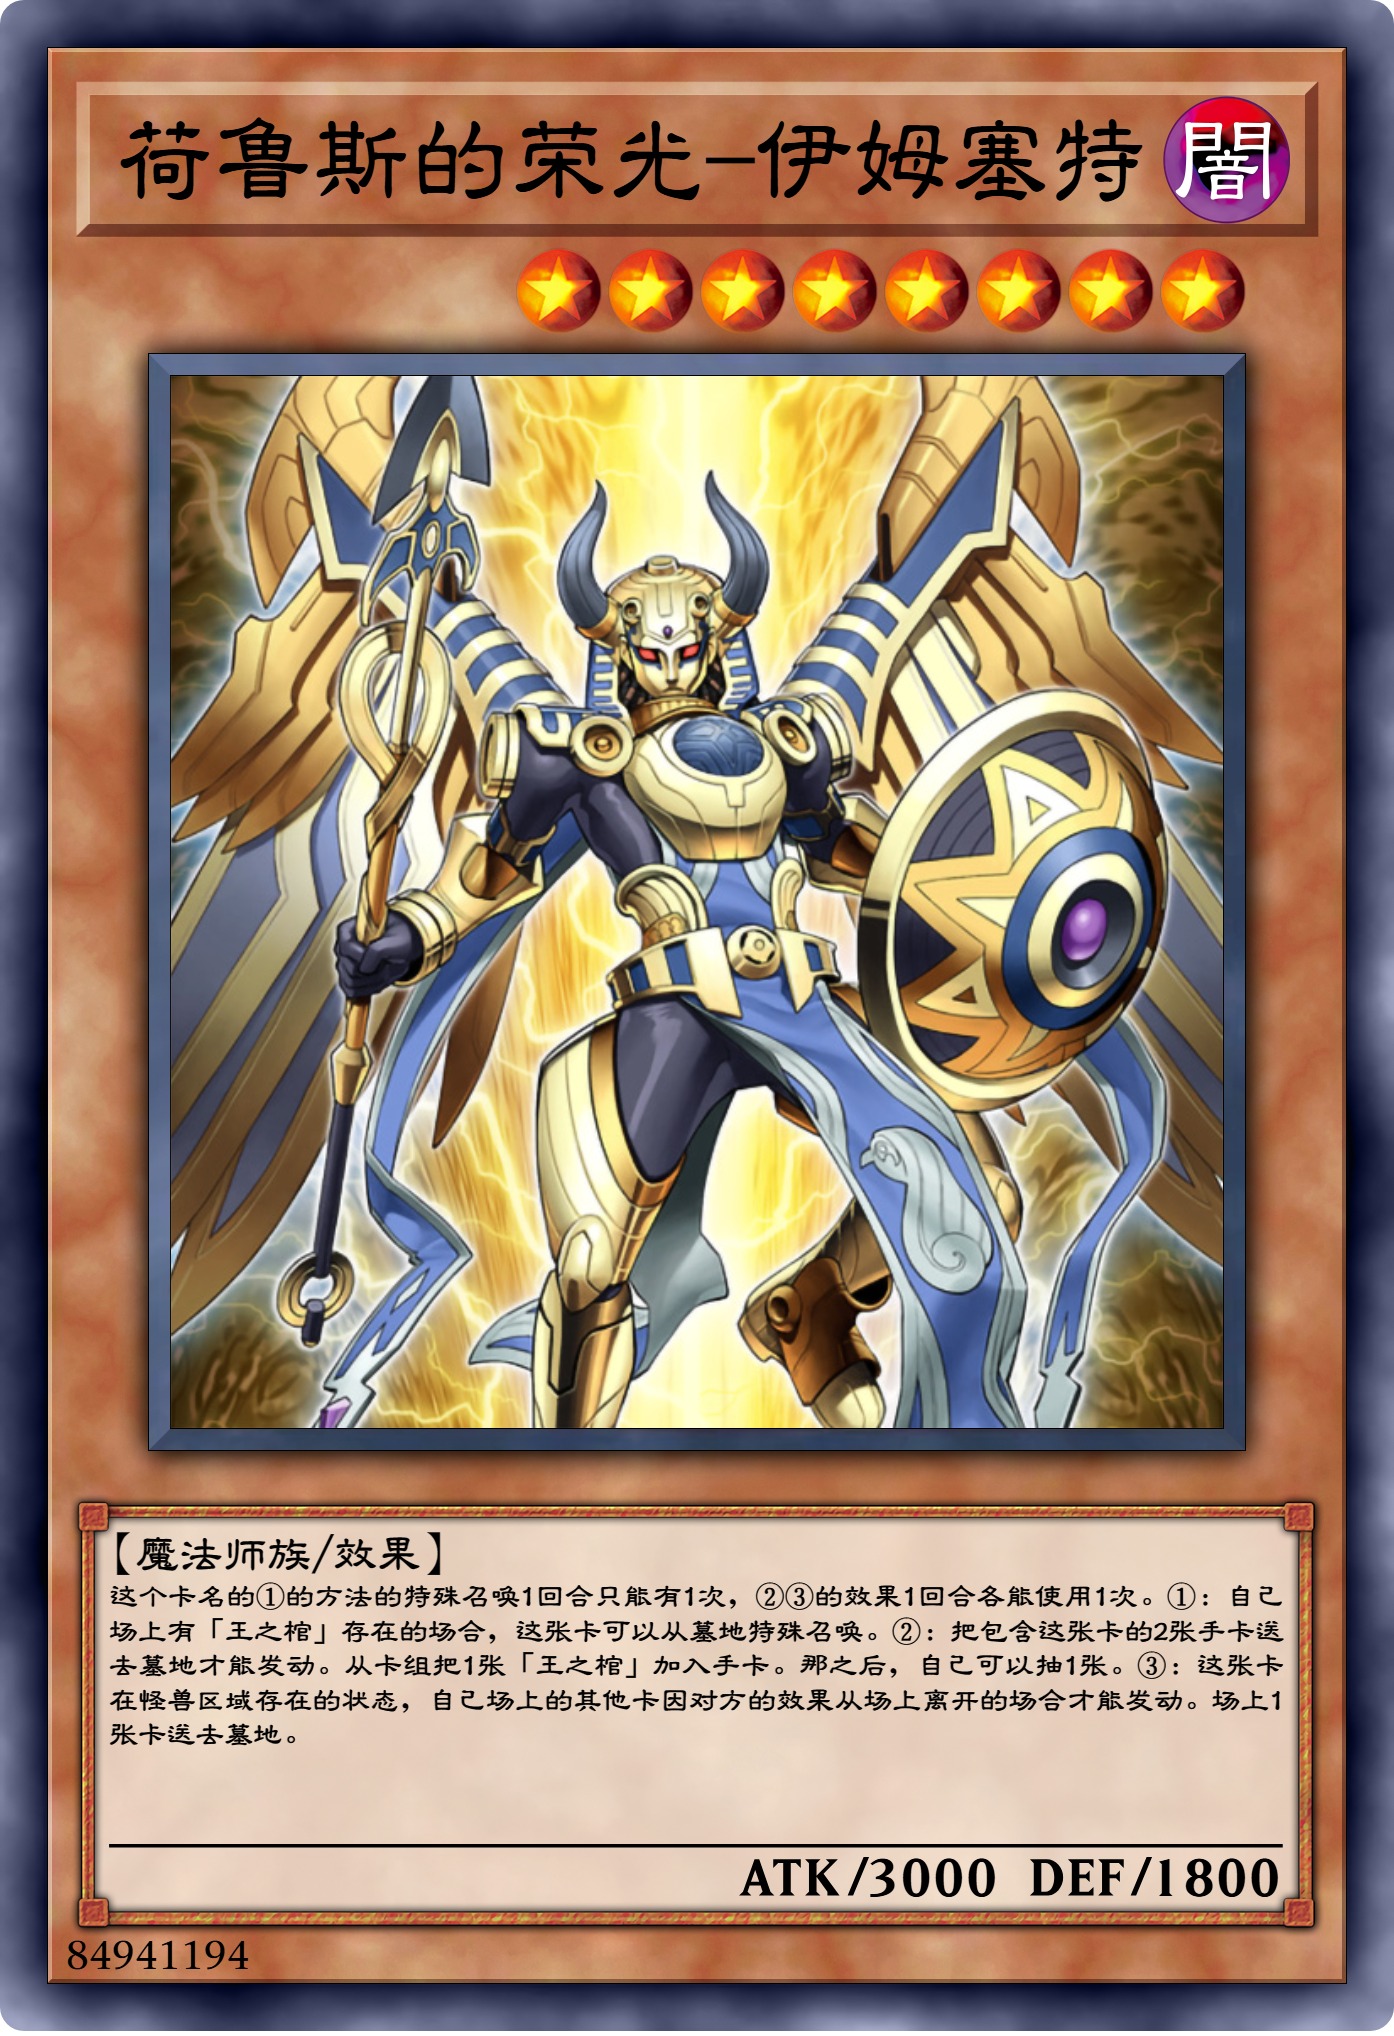 荷鲁斯的荣光-伊姆塞特
闇
【魔法师族/效果】
这个卡名的①的方法的特殊召唤1回合只能有1次，②③的效果1回合各能使用1次。①：自己
场上有「王之棺」存在的场合，这张卡可以从墓地特殊召唤。②：把包含这张卡的2张手卡送
去墓地才能发动。从卡组把1张「王之棺」加入手卡。那之后，自己可以抽1张。③：这张卡
在怪兽区域存在的状态，自己场上的其他卡因对方的效果从场上离开的场合才能发动。场上1
张卡送去墓地。
ATK/3000 DEF/1800
84941194